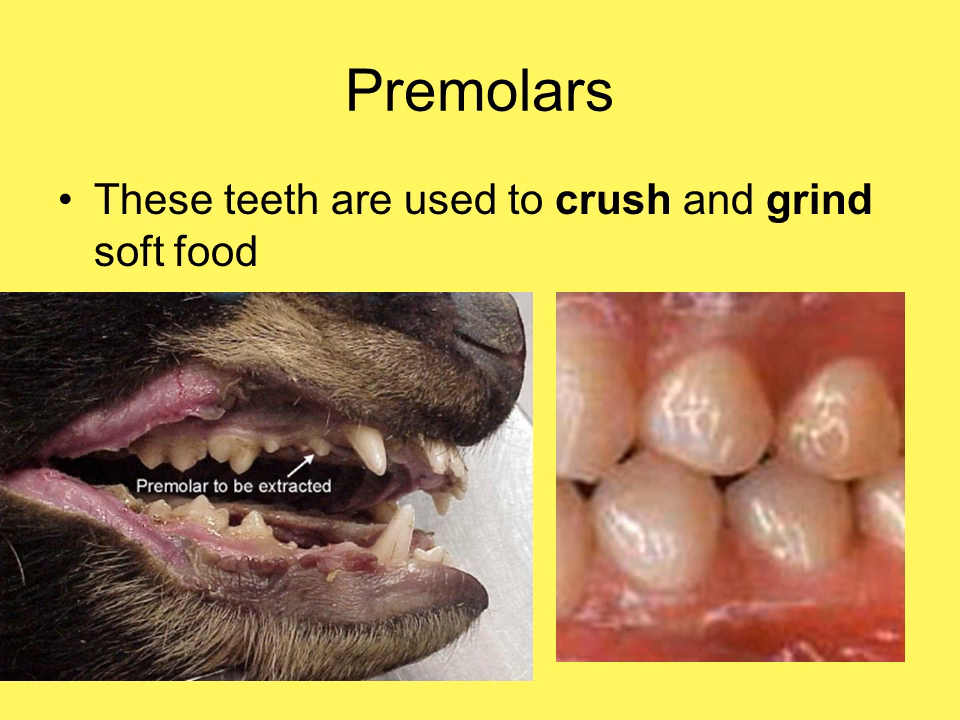 Premolars
• These teeth are used to crush and grind
soft food
Premolar to be extracted